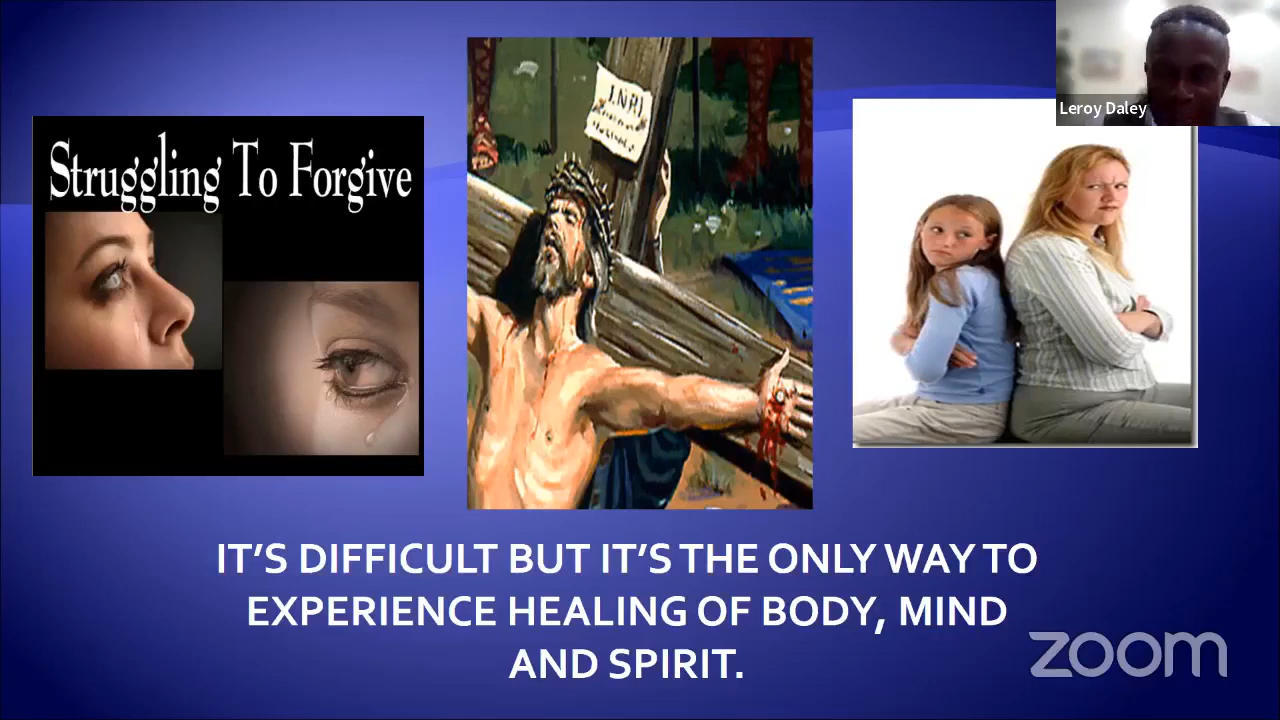 Leroy Daley
Struggling To Forgive
I.N.R.I
IT'S DIFFICULT BUT IT'S THE ONLY WAY TO
EXPERIENCE HEALING OF BODY, MIND
AND SPIRIT.
zoom